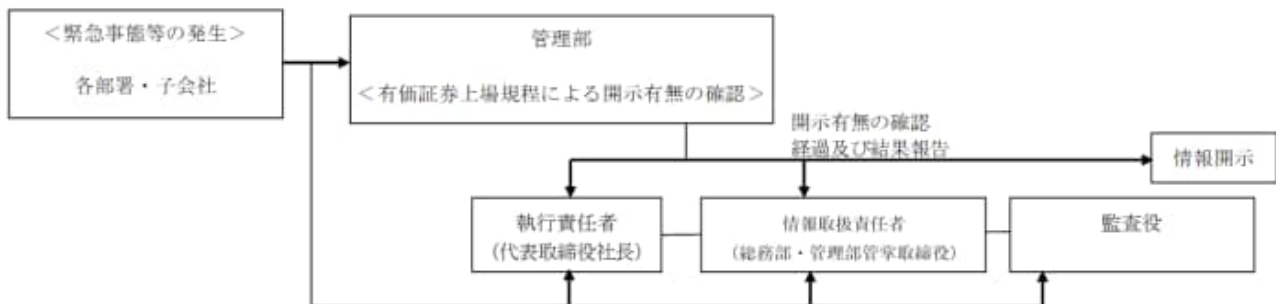 <緊急事態等の発生>
各部署・子会社
管理部
<有価証券上場規程による開示有無の確認>
開示有無の確認
経過及び結果報告
情報開示
執行責任者
(代表取締役社長)
情報取扱責任者
(総務部・管理部管掌取締役)
監査役